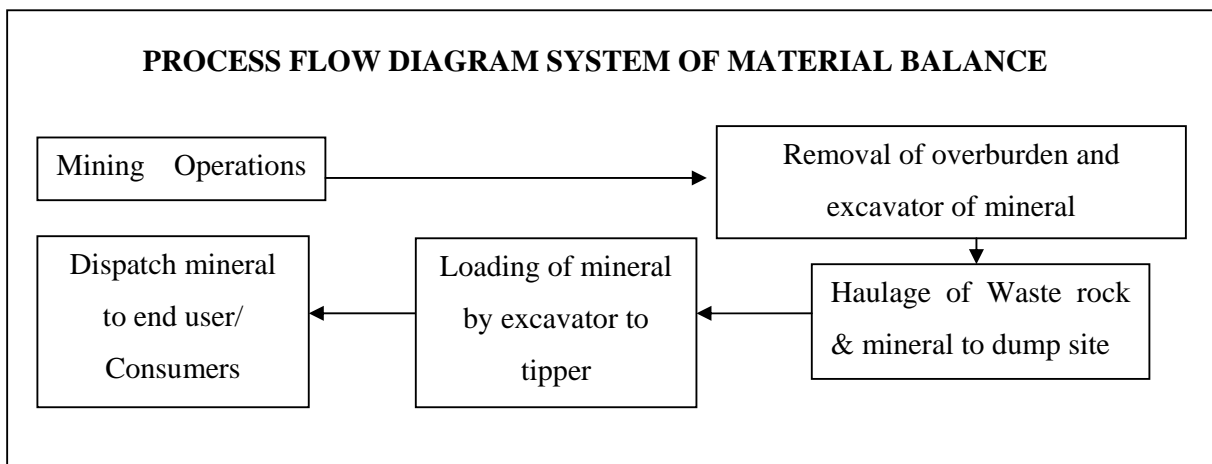 PROCESS FLOW DIAGRAM SYSTEM OF MATERIAL BALANCE
Mining Operations
Removal of overburden and
excavator of mineral
Haulage of Waste rock
& mineral to dump site
Loading of mineral
by excavator to
tipper
Dispatch mineral
to end user/
Consumers